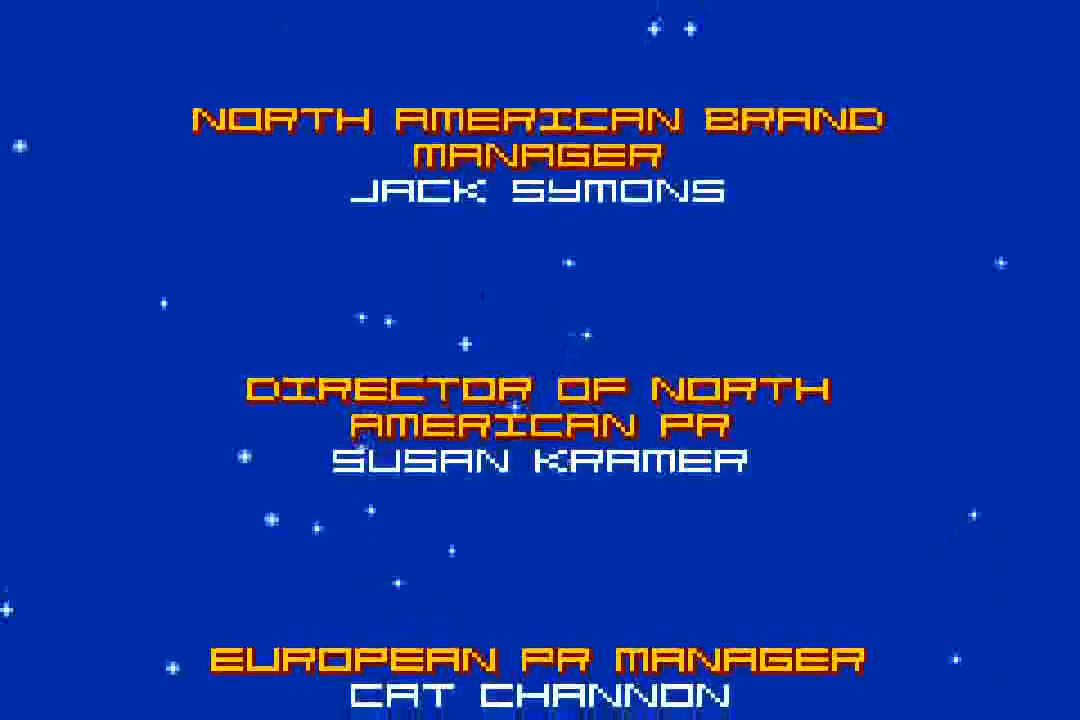 NORTH AMERICAN BRAND
MANAGER
JACK SYMONS
DIRECTOR OF NORTH
AMERICAN PR
SUSAN KRAMER
EUROPEAN PR MANAGER
CAT CHANNON